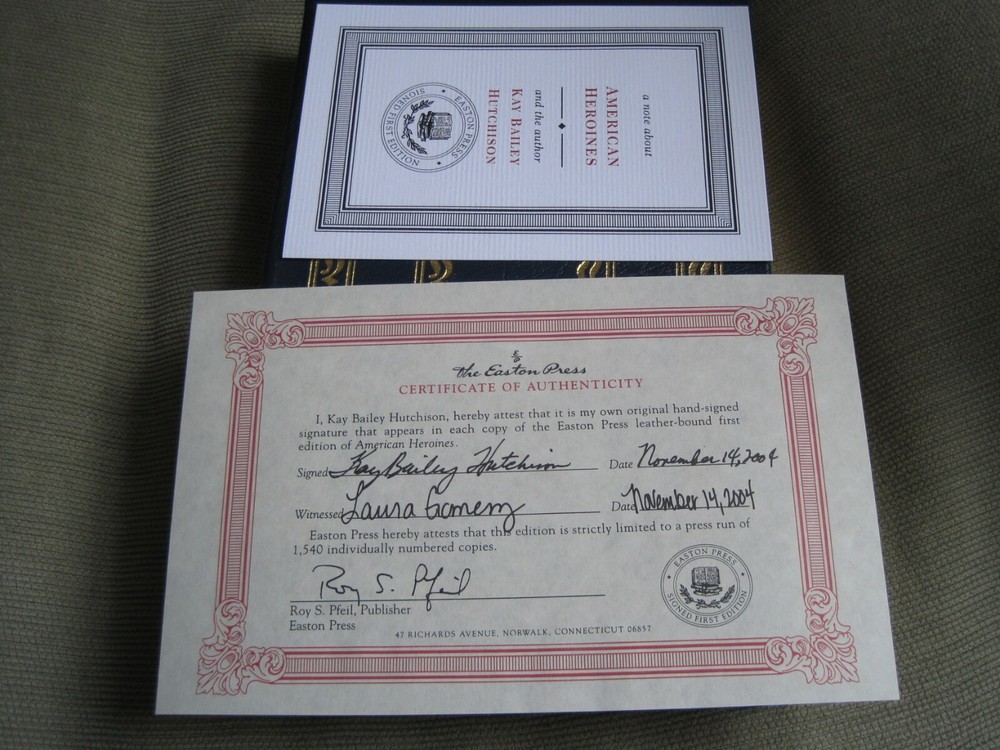 a note about
AMERICAN
HEROINES
and the author
KAY BAILEY
HUTCHISON
EASTON PRESS
SIGNED FIRST EDITION
the Easton Press
CERTIFICATE OF AUTHENTICITY
I, Kay Bailey Hutchison, hereby attest that it is my own original hand-signed
signature that appears in each copy of the Easton Press leather-bound first
edition of American Heroines.
Signed Kay Bailey Hutchison Date November 14, 2004
Witnessed Laura Gomenz Date November 14, 2004
Easton Press hereby attests that this edition is strictly limited to a press run of
1,540 individually numbered copies.
Roy S. Pfeil
Roy S. Pfeil, Publisher
Easton Press
47 RICHARDS AVENUE, NORWALK, CONNECTICUT 06857
EASTON PRESS
SIGNED FIRST EDITION